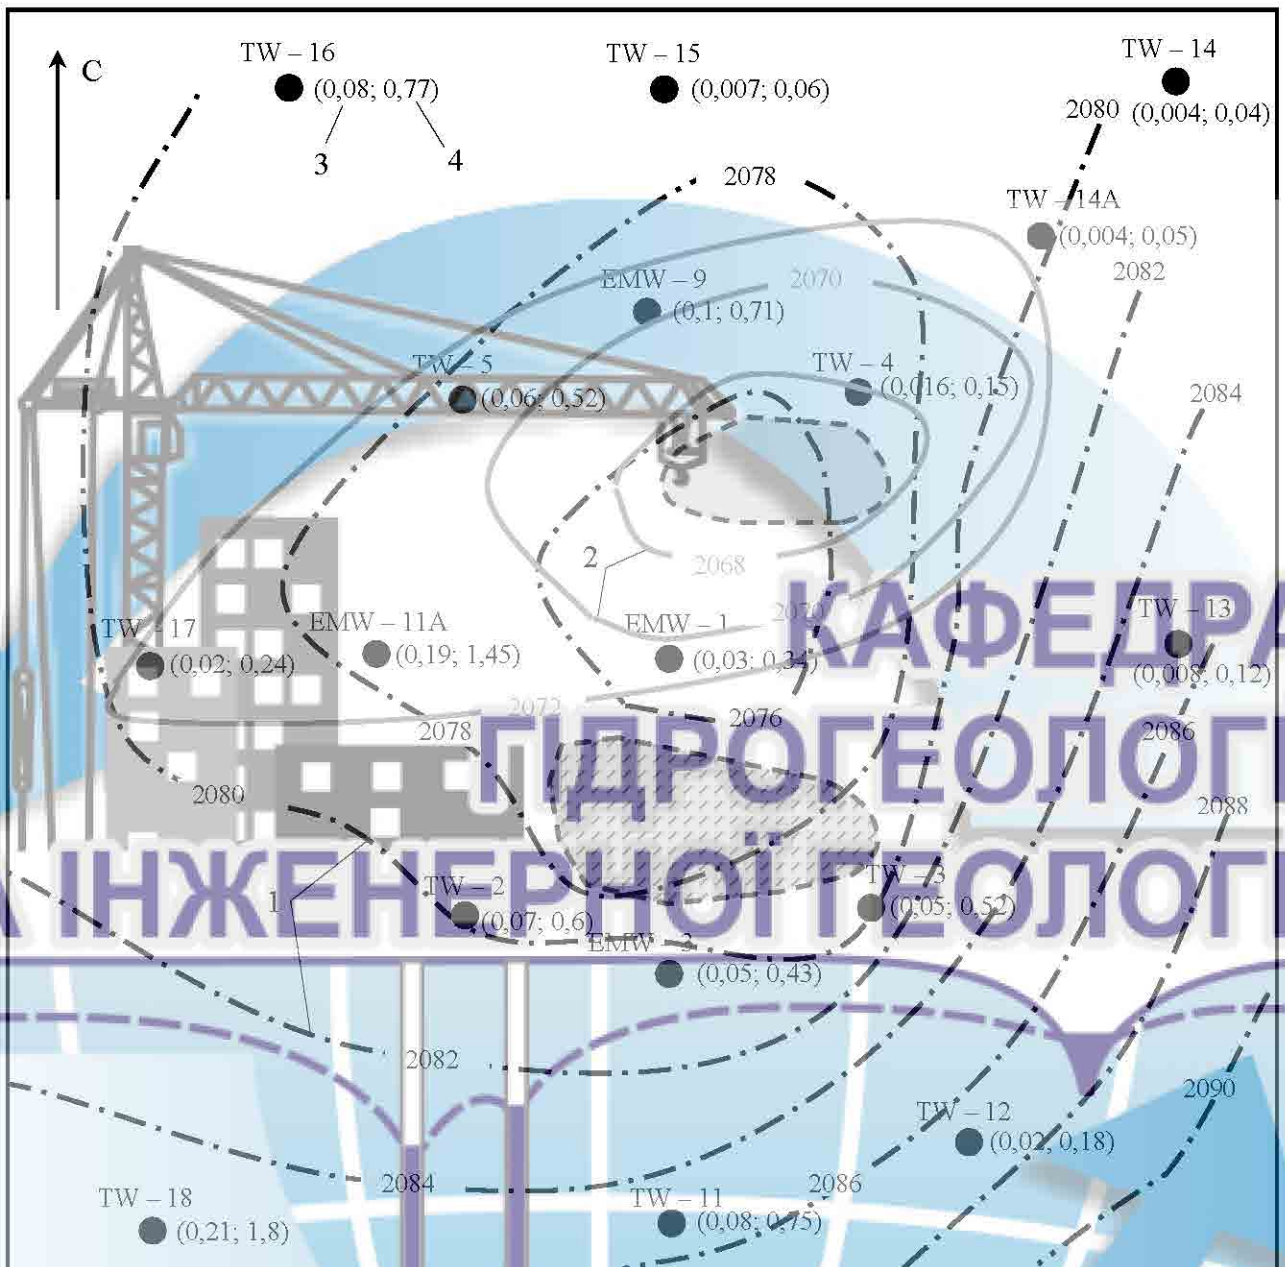 TW – 16
TW – 15
TW – 14
С
(0,08; 0,77)
(0,007; 0,06)
2080
(0,004; 0,04)
3
4
2078
TW – 14A
(0,004; 0,05)
2082
EMW – 9
2070
(0,1; 0,71)
TW – 5
TW – 4
(0,06; 0,52)
(0,016; 0,15)
2084
2
2068
2070
КАФЕДРА
TW – 17
EMW – 11A
EMW – 1
TW – 13
(0,02; 0,24)
(0,19; 1,45)
(0,03; 0,34)
(0,008; 0,12)
2072
2078
2076
2086
ГІДРОГЕОЛОГІ
2080
2088
А ІНЖЕНЕРНОЇ ГЕОЛОГІ
1
TW – 2
TW – 3
(0,07; 0,6)
(0,05; 0,52)
EMW – 3
(0,05; 0,43)
2082
2090
TW – 12
(0,02; 0,18)
2084
2086
TW – 18
TW – 11
(0,21; 1,8)
(0,08; 0,75)